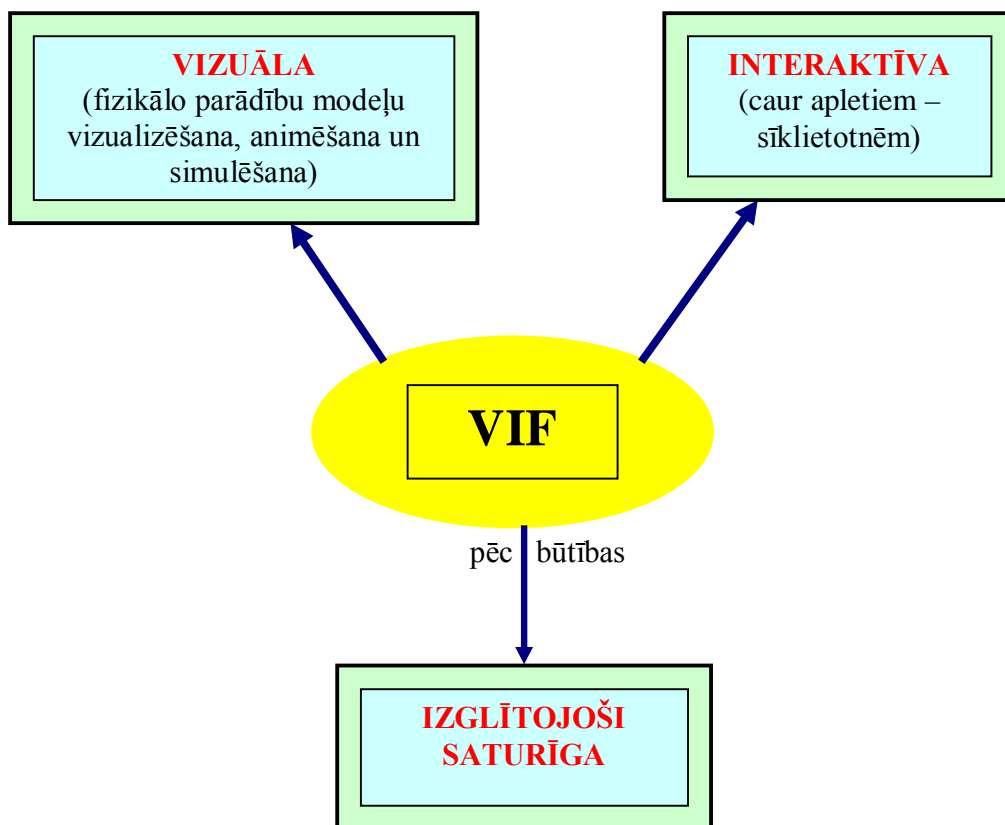 VIZUĀLA
(fizikālo parādību modeļu
vizualizēšana, animēšana un
simulēšana)
INTERAKTĪVA
(caur apletiem –
sīklietotnēm)
VIF
pēc būtības
IZGLĪTOJOŠI
SATURĪGA